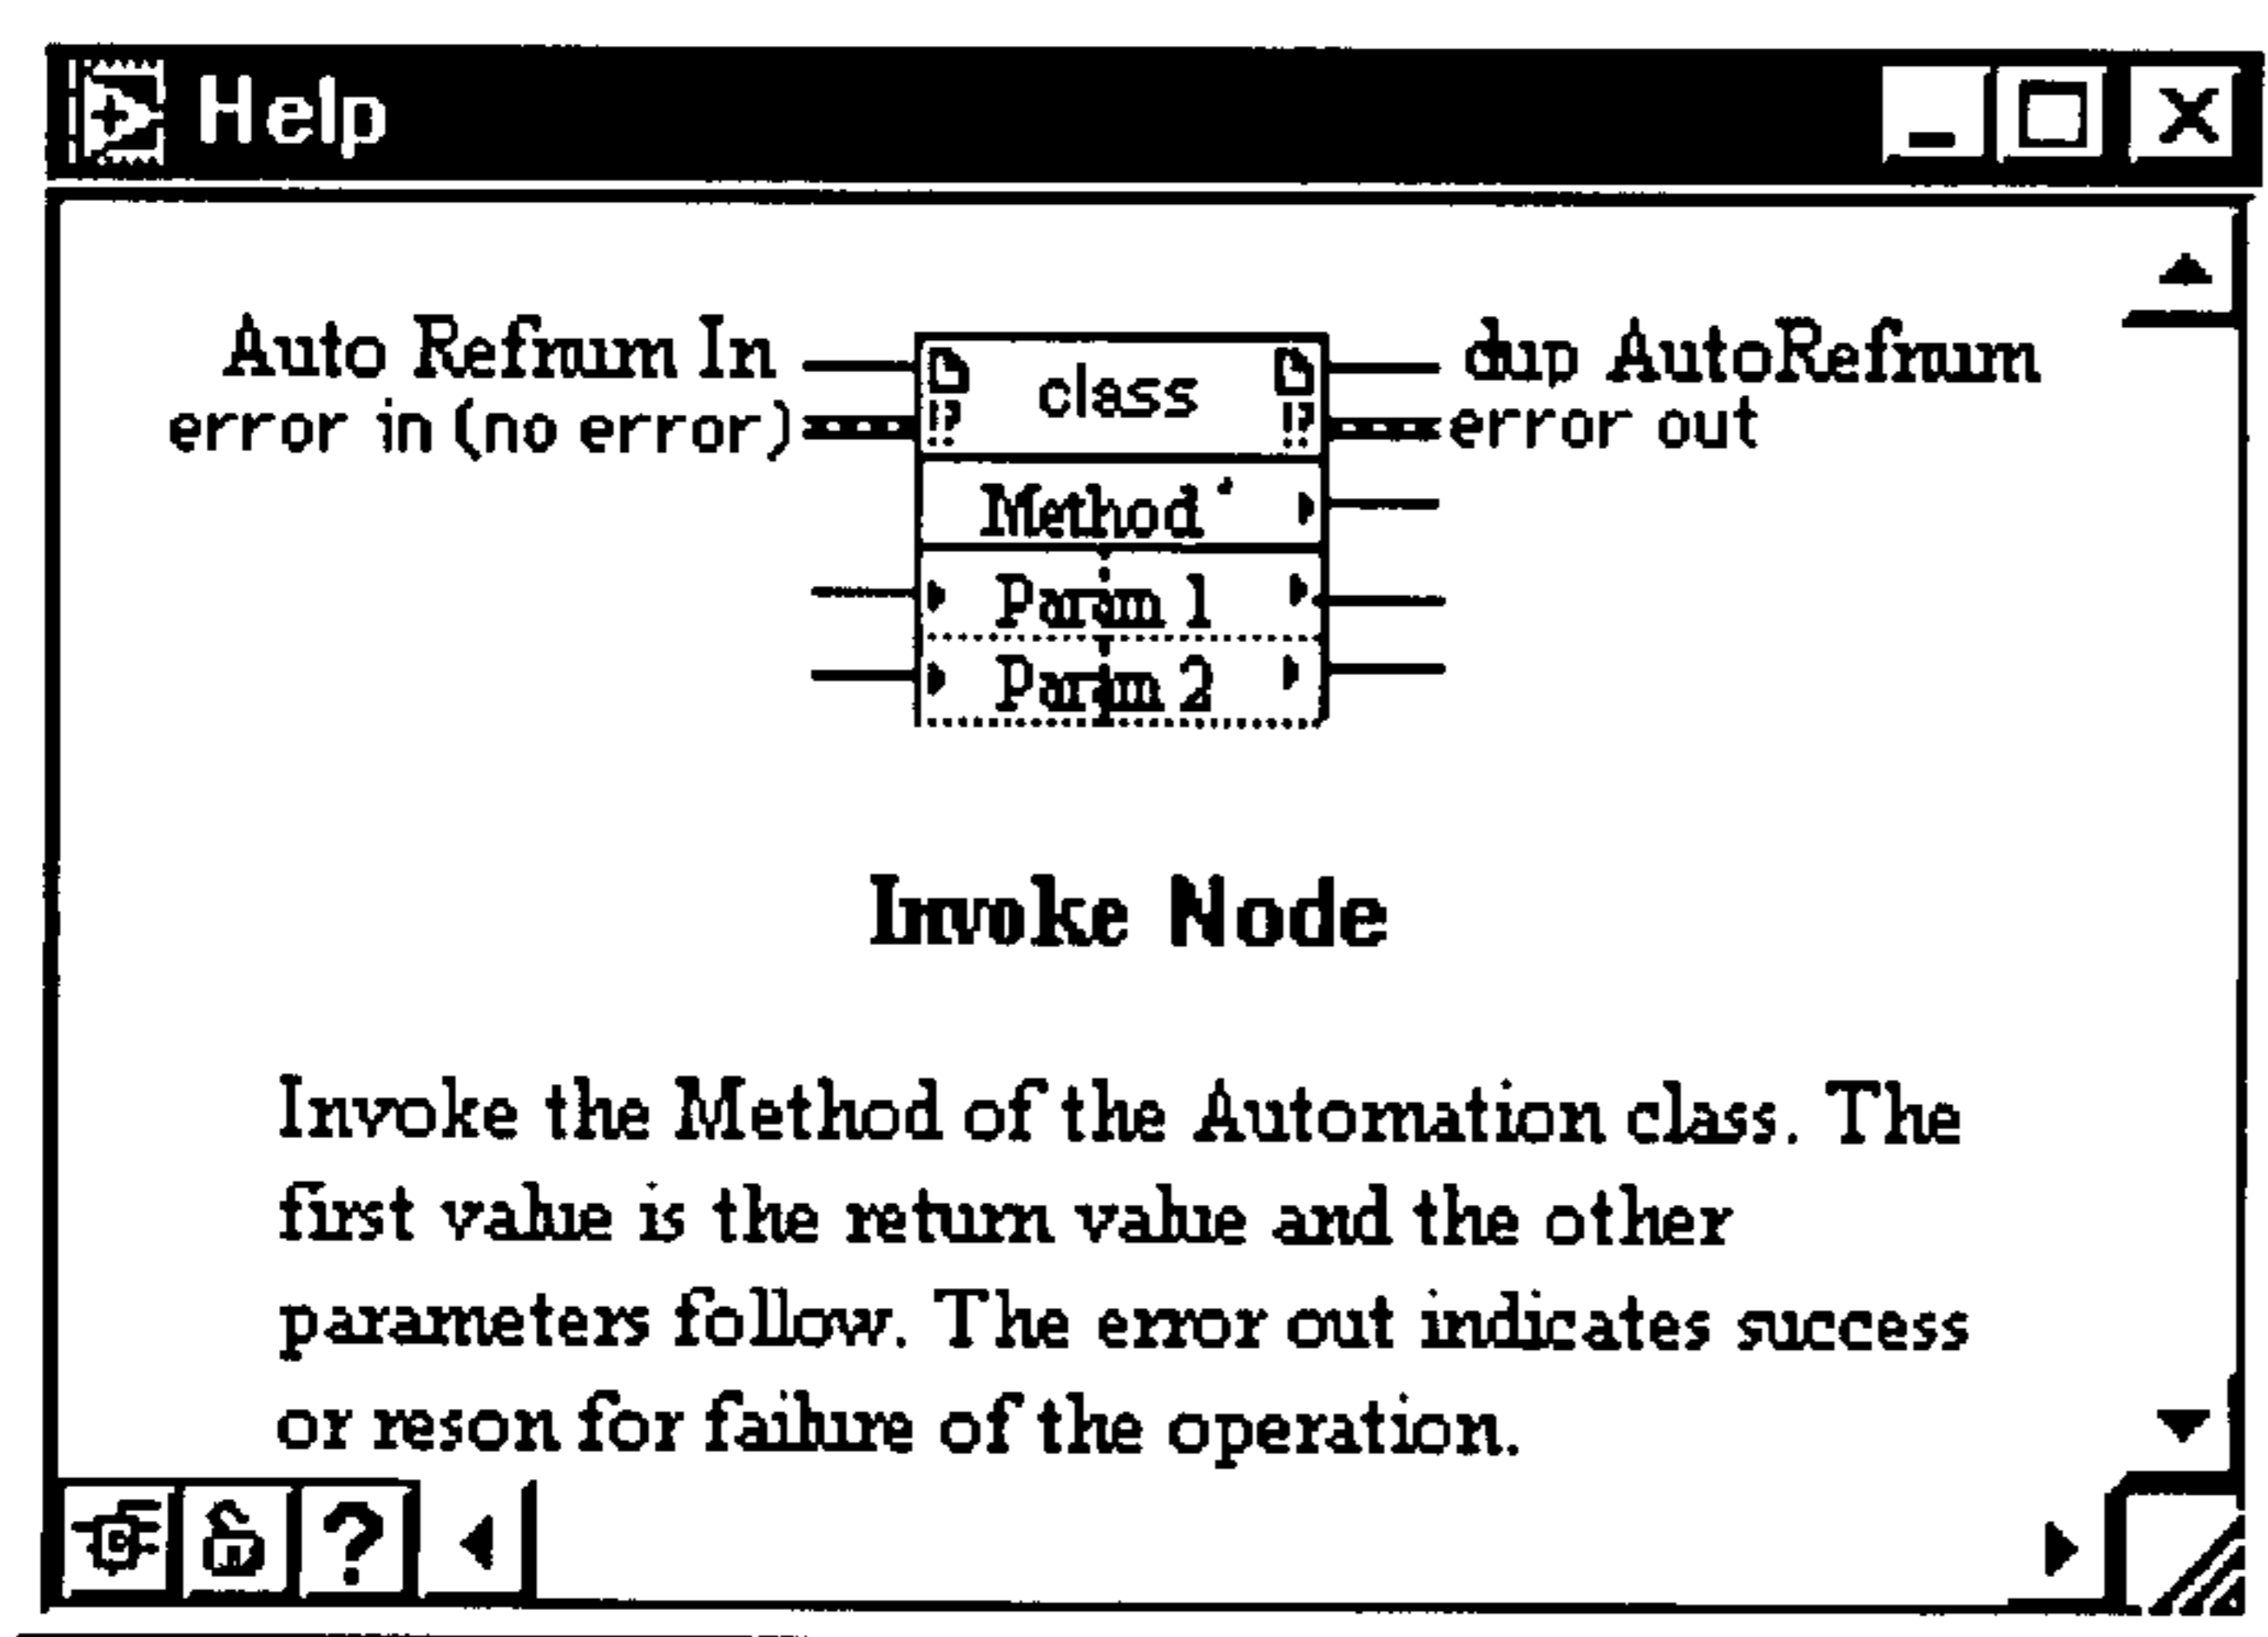 Help
Auto Refnum In
class
dup AutoRefnum
error in (no error)
error out
Method
Param 1
Param 2
Invoke Node
Invoke the Method of the Automation class. The
first value is the return value and the other
parameters follow. The error out indicates success
or reson for failure of the operation.
?